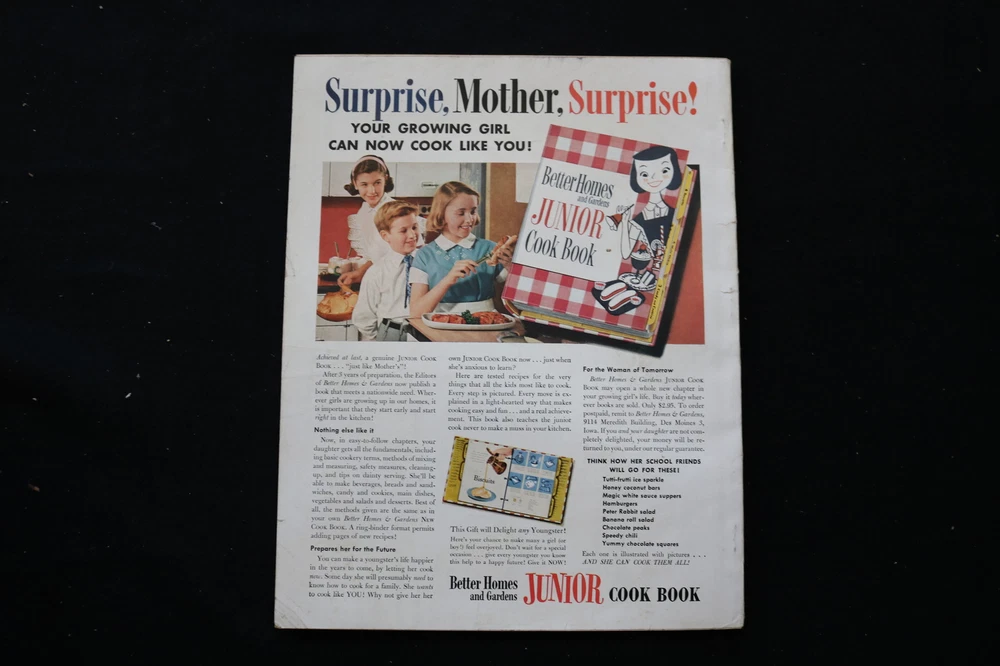 Surprise, Mother, Surprise!
YOUR GROWING GIRL
CAN NOW COOK LIKE YOU!
Better Homes
and Gardens
JUNIOR
Cook Book
Achieved at last, a genuine JUNIOR COOK
BOOK . . . . "just like Mother's"!
After 3 years of preparation, the Editors
of Better Homes & Gardens now publish a
book that meets a nationwide need. Wher-
ever girls are growing up in our homes, it
is important that they start early and start
right in the kitchen!
Nothing else like it
Now, in easy-to-follow chapters, your
daughter gets all the fundamentals, includ-
ing basic cookery terms, methods of mixing
and measuring, safety measures, cleaning-
up, and tips on dainty serving. She'll be
able to make beverages, breads and sand-
wiches, candy and cookies, main dishes,
vegetables and salads and desserts. Best of
all, the methods given are the same as in
your own Better Homes & Gardens NEW
COOK BOOK. A ring-binder format permits
adding pages of new recipes!
Prepares her for the Future
You can make a youngster's life happier
in the years to come, by letting her cook
now. Some day she will presumably need to
know how to cook for a family. She wants
to cook like YOU! Why not give her her
own JUNIOR COOK BOOK now . . . just when
she's anxious to learn?
Here are tested recipes for the very
things that all the kids most like to cook.
Every step is pictured. Every move is ex-
plained in a light-hearted way that makes
cooking easy and fun . . . and a real achieve-
ment. This book also teaches the junior
cook never to make a muss in your kitchen.
Biscuits
This Gift will Delight any Youngster!
Here's your chance to make many a girl (or
boy!) feel overjoyed. Don't wait for a special
occasion . . . give every youngster you know
this help to a happy future! Give it NOW!
For the Woman of Tomorrow
Better Homes & Gardens JUNIOR COOK
BOOK may open a whole new chapter in
your growing girl's life. Buy it today wher-
ever books are sold. Only $2.95. To order
postpaid, remit to Better Homes & Gardens,
9114 Meredith Building, Des Moines 3,
Iowa. If you and your daughter are not com-
pletely delighted, your money will be re-
turned to you, under our regular guarantee.
THINK HOW HER SCHOOL FRIENDS
WILL GO FOR THESE!
Tutti-frutti ice sparkle
Honey coconut bars
Magic white sauce suppers
Hamburgers
Peter Rabbit salad
Banana roll salad
Chocolate peaks
Speedy chili
Yummy chocolate squares
Each one is illustrated with pictures . . .
AND SHE CAN COOK THEM ALL!
Better Homes
and Gardens JUNIOR COOK BOOK